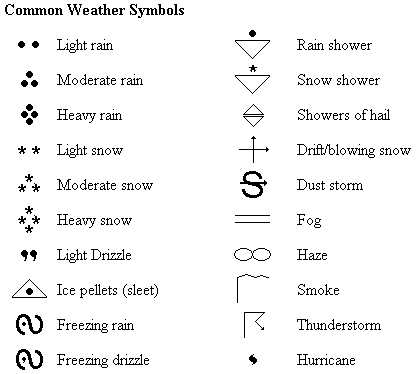 Common Weather Symbols
Light rain
Rain shower
Moderate rain
Snow shower
Heavy rain
Showers of hail
Light snow
Drift/blowing snow
Moderate snow
Dust storm
Heavy snow
Fog
Light Drizzle
Haze
Ice pellets (sleet)
Smoke
Freezing rain
Thunderstorm
Freezing drizzle
Hurricane